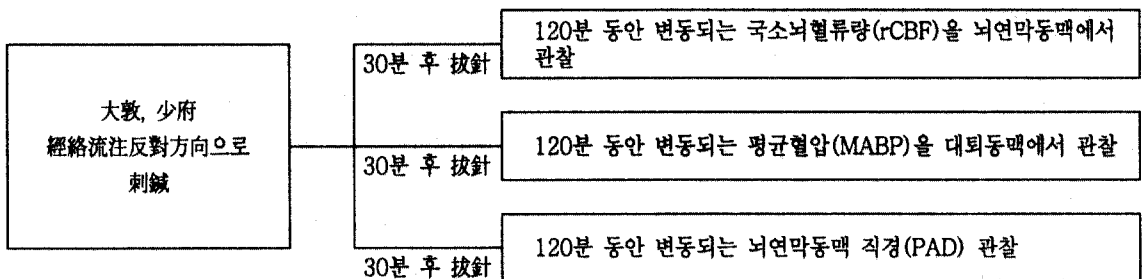 120분 동안 변동되는 국소뇌혈류량(rCBF)을 뇌연막동맥에서
관찰
30분 후 拔針
大敦, 少府
經絡流注反對方向으로
刺鍼
120분 동안 변동되는 평균혈압(MABP)을 대퇴동맥에서 관찰
30분 후 拔針
120분 동안 변동되는 뇌연막동맥 직경(PAD) 관찰
30분 후 拔針